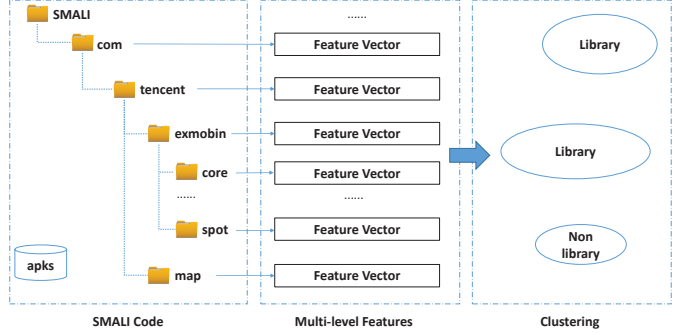 SMALI
......
com
Feature Vector
Library
tencent
Feature Vector
exmobin
Feature Vector
Library
core
Feature Vector
......
......
spot
Feature Vector
Non
library
apks
map
Feature Vector
SMALI Code
Multi-level Features
Clustering